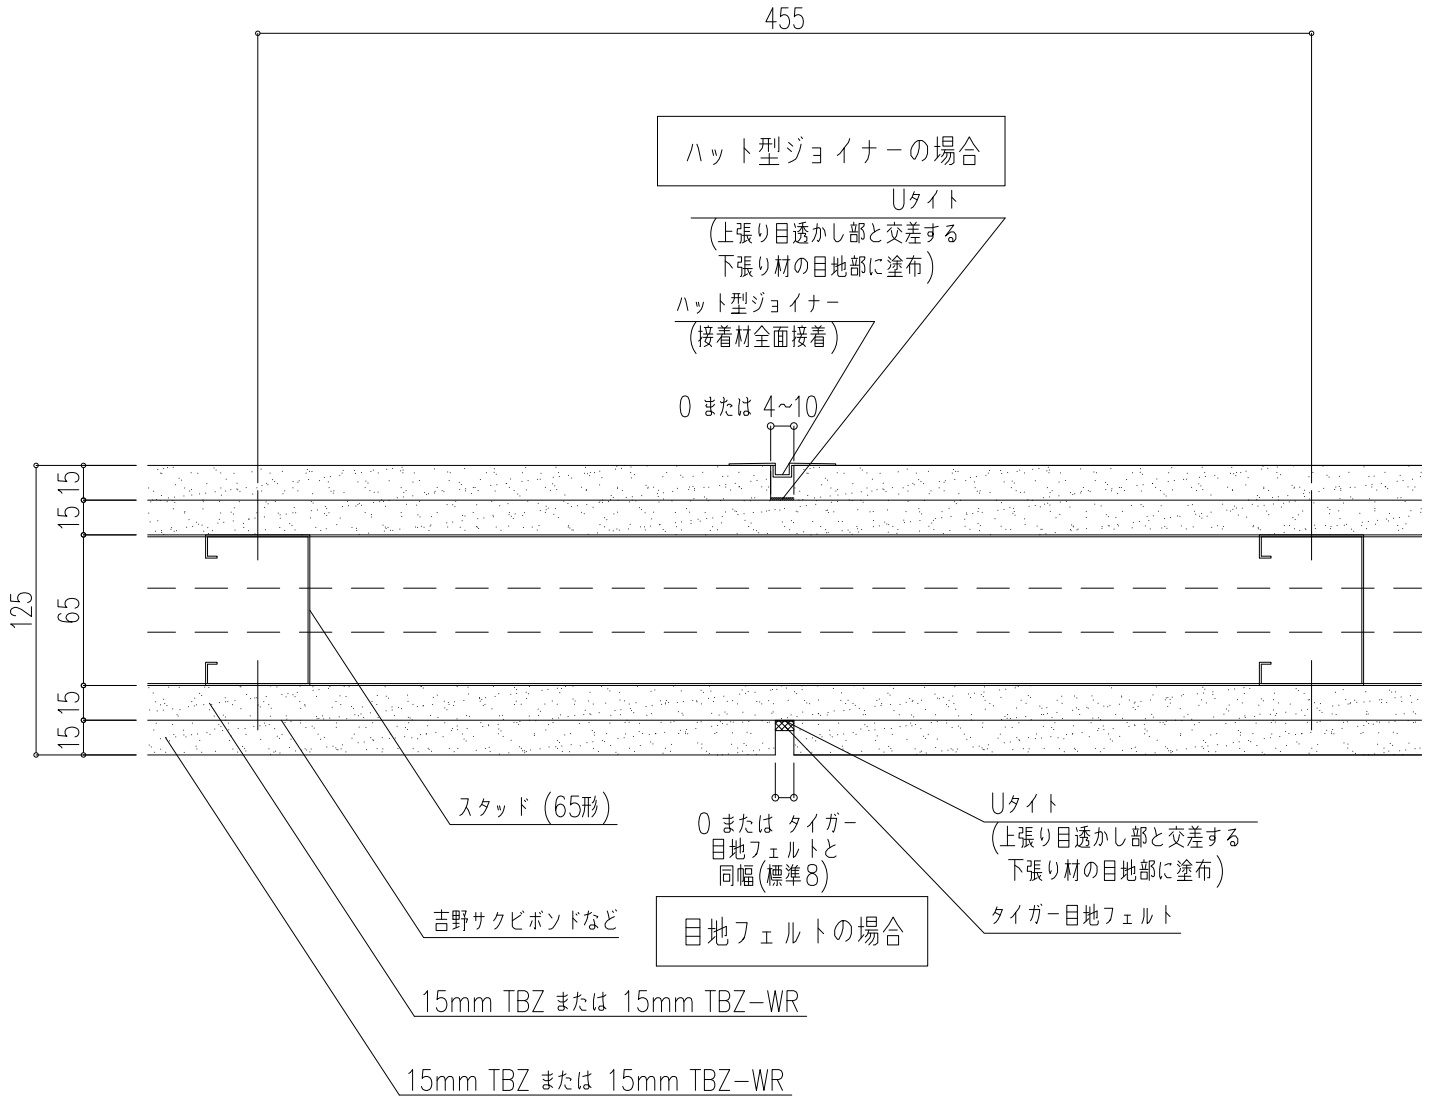 455
ハット型ジョイナーの場合
Uタイト
(上張り目透かし部と交差する
下張り材の目地部に塗布)
ハット型ジョイナー
(接着材全面接着)
0 または 4~10
15
15
65
125
15
15
スタッド (65形)
0 または タイガー
目地フェルトと
同幅(標準8)
Uタイト
(上張り目透かし部と交差する
下張り材の目地部に塗布)
タイガー目地フェルト
吉野サクビボンドなど
目地フェルトの場合
15mm TBZ または 15mm TBZ-WR
15mm TBZ または 15mm TBZ-WR